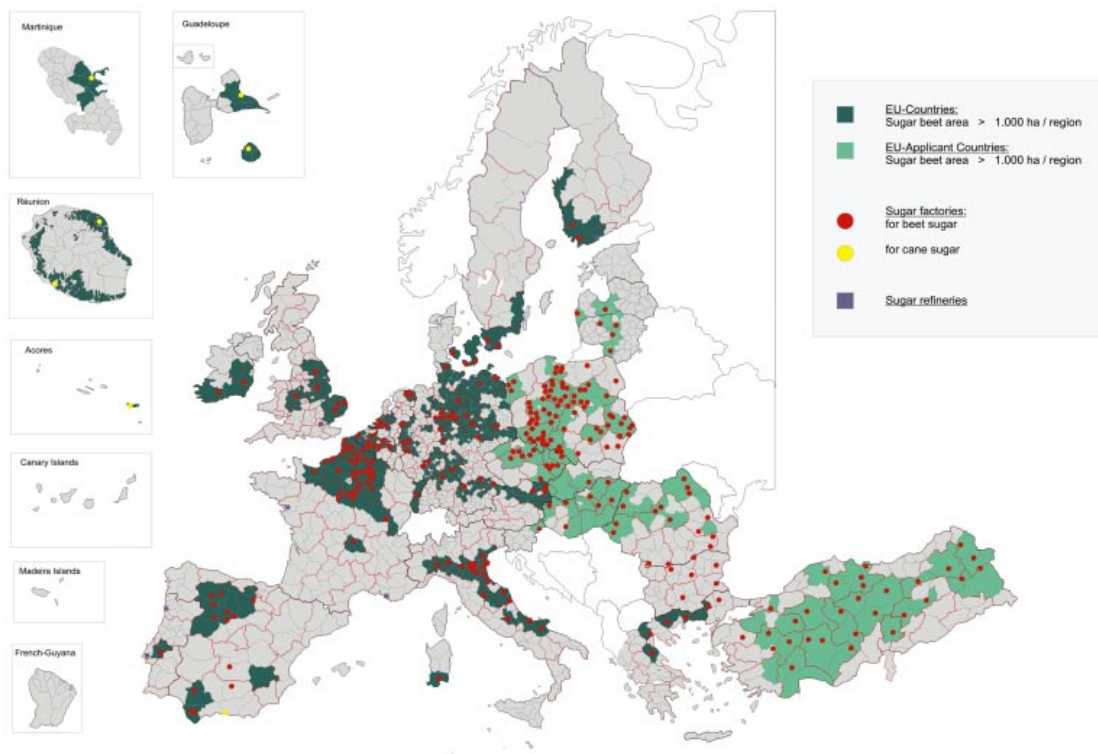 Martinique
Guadeloupe
Réunion
Acores
Canary Islands
Madeira Islands
French-Guyana
EU-Countries:
Sugar beet area > 1.000 ha / region
EU-Applicant Countries:
Sugar beet area > 1.000 ha / region
Sugar factories:
for beet sugar
for cane sugar
Sugar refineries